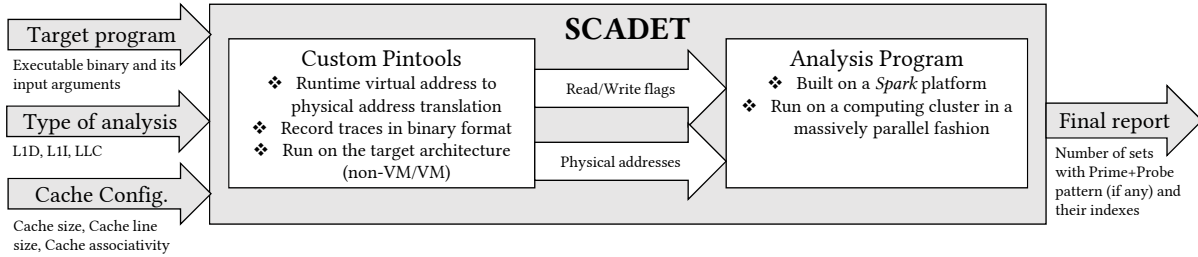 SCADET
Target program
Executable binary and its
input arguments
Type of analysis
L1D, L1I, LLC
Cache Config.
Cache size, Cache line
size, Cache associativity
Custom Pintools
❖ Runtime virtual address to
physical address translation
❖ Record traces in binary format
❖ Run on the target architecture
(non-VM/VM)
Read/Write flags
Physical addresses
Analysis Program
❖ Built on a Spark platform
❖ Run on a computing cluster in a
massively parallel fashion
Final report
Number of sets
with Prime+Probe
pattern (if any) and
their indexes